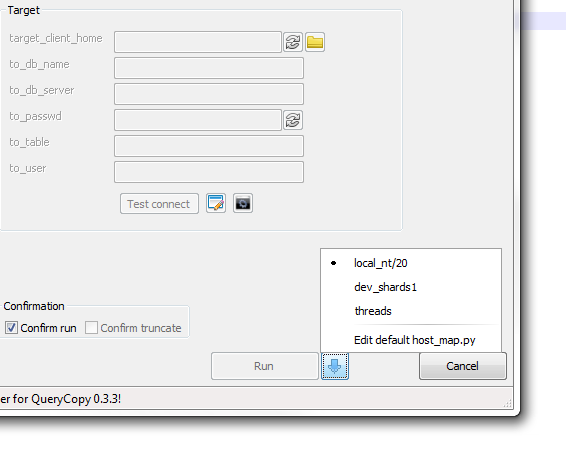 Target
target_client_home
to_db_name
to_db_server
to_passwd
to_table
to_user
Test connect
local_nt/20
dev_shards1
threads
Edit default host_map.py
Confirmation
Confirm run Confirm truncate
Run Cancel
er for QueryCopy 0.3.3!